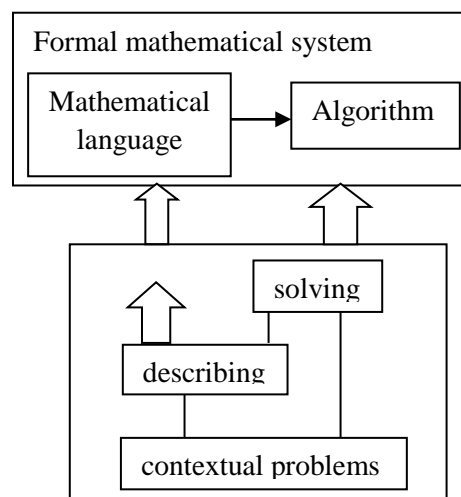 Formal mathematical system
Mathematical
language
Algorithm
solving
describing
contextual problems